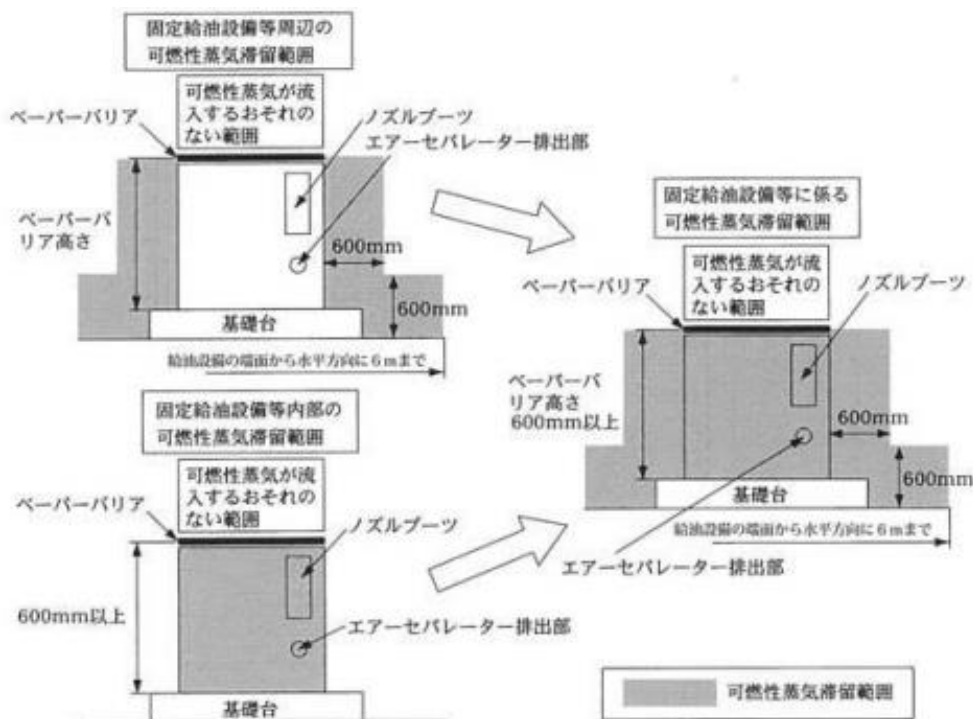 固定給油設備等周辺の
可燃性蒸気滞留範囲
可燃性蒸気が流
入するおそれの
ない範囲
ベーパーバリア
ノズルブーツ
エアーセパレーター排出部
ベーパーバ
リア高さ
600mm
600mm
基礎台
給油設備の端面から水平方向に6mまで
固定給油設備等内部の
可燃性蒸気滞留範囲
可燃性蒸気が流
入するおそれの
ない範囲
ベーパーバリア
ノズルブーツ
600mm以上
エアーセパレーター排出部
基礎台
固定給油設備等に係る
可燃性蒸気滞留範囲
可燃性蒸気が流
入するおそれの
ない範囲
ベーパーバリア
ノズルブーツ
ベーパーバ
リア高さ
600mm以上
600mm
600mm
基礎台
給油設備の端面から水平方向に6mまで
エアーセパレーター排出部
可燃性蒸気滞留範囲